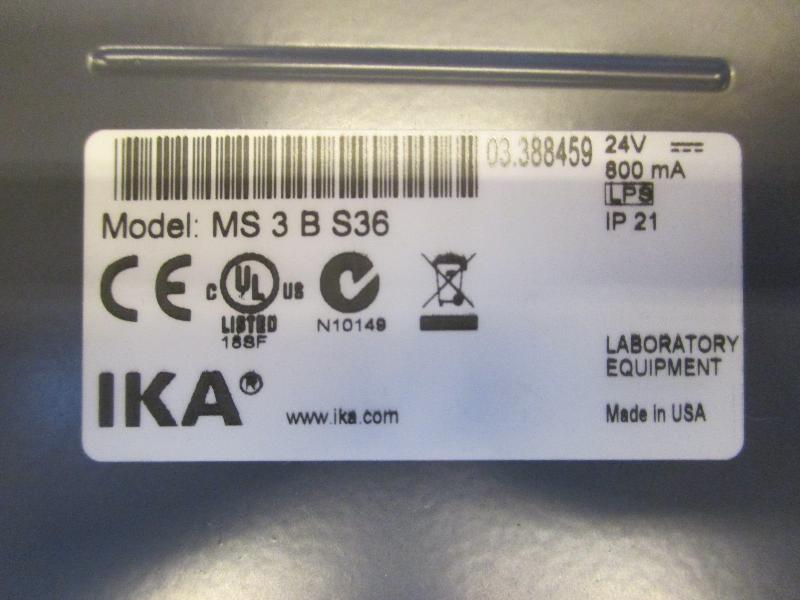 03.388459
24V
800 mA
LPS
IP 21
Model: MS 3 B S36
CE
C UL US
LISTED
N10149
IKA®
www.ika.com
LABORATORY
EQUIPMENT
Made in USA